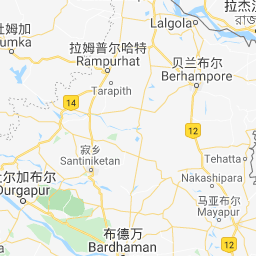 Lalgola
拉杰沙
杜姆加
umka
拉姆普尔哈特
Rampurhat
贝兰布尔
Berhampore
Tarapith
14
12
寂乡
Santiniketan
Tehatta
杜尔加布尔
Durgapur
Nakashipara
马亚布尔
Mayapur
布德万
Bardhaman
12